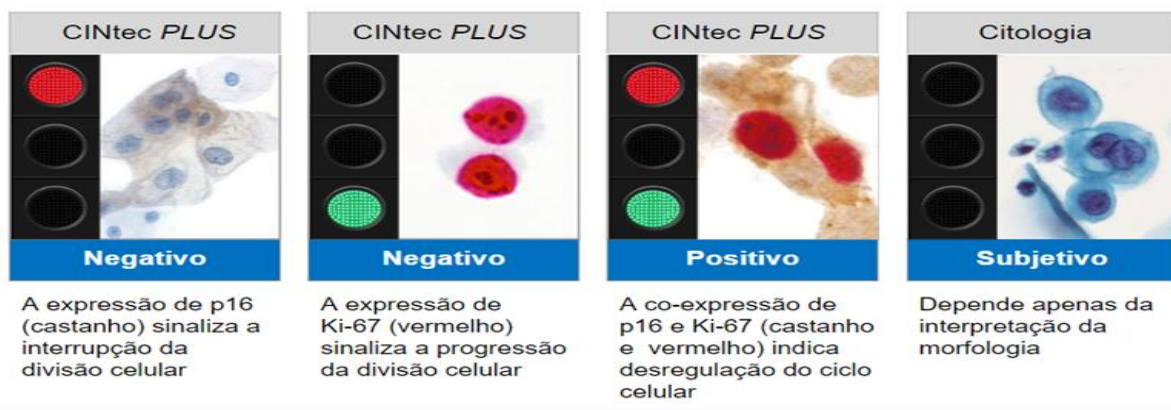 CINtec PLUS
Negativo
A expressão de p16
(castanho) sinaliza a
interrupção da
divisão celular
CINtec PLUS
Negativo
A expressão de
Ki-67 (vermelho)
sinaliza a progressão
da divisão celular
CINtec PLUS
Positivo
A co-expressão de
p16 e Ki-67 (castanho
e vermelho) indica
desregulação do ciclo
celular
Citologia
Subjetivo
Depende apenas da
interpretação da
morfologia